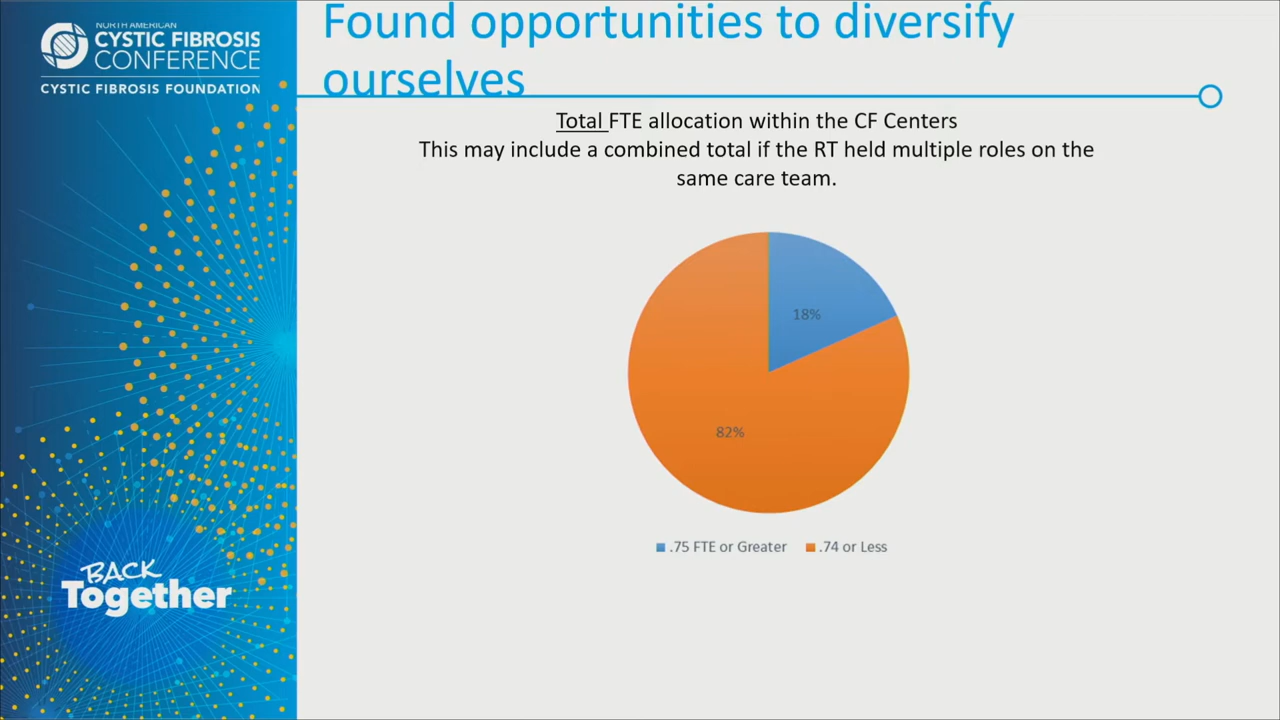 NORTH AMERICAN
CYSTIC FIBROSIS
CONFERENCE
CYSTIC FIBROSIS FOUNDATION
Found opportunities to diversify
ourselves
Total FTE allocation within the CF Centers
This may include a combined total if the RT held multiple roles on the
same care team.
18%
82%
.75 FTE or Greater .74 or Less
BACK
Together